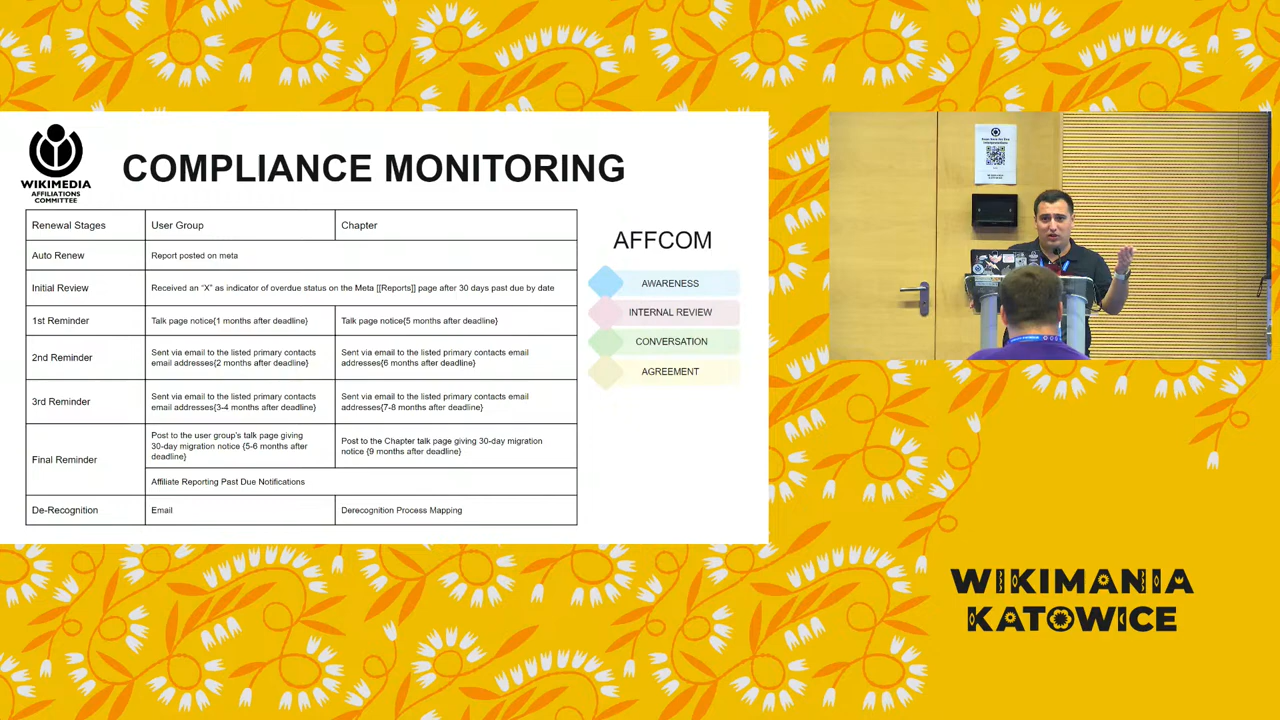 WIKIMEDIA
AFFILIATIONS
COMMITTEE
COMPLIANCE MONITORING
Renewal Stages
User Group
Chapter
Auto Renew
Report posted on meta
Initial Review
Received an “X” as indicator of overdue status on the Meta [[Reports]] page after 30 days past due by date
1st Reminder
Talk page notice{1 months after deadline}
Talk page notice{5 months after deadline}
2nd Reminder
Sent via email to the listed primary contacts
email addresses{2 months after deadline}
Sent via email to the listed primary contacts email
addresses{6 months after deadline}
3rd Reminder
Sent via email to the listed primary contacts
email addresses{3-4 months after deadline}
Sent via email to the listed primary contacts email
addresses{7-8 months after deadline}
Final Reminder
Post to the user group's talk page giving
30-day migration notice {5-6 months after
deadline}
Post to the Chapter talk page giving 30-day migration
notice {9 months after deadline}
Affiliate Reporting Past Due Notifications
De-Recognition
Email
Derecognition Process Mapping
AFFCOM
AWARENESS
INTERNAL REVIEW
CONVERSATION
AGREEMENT
WIKIMANIA
KATOWICE